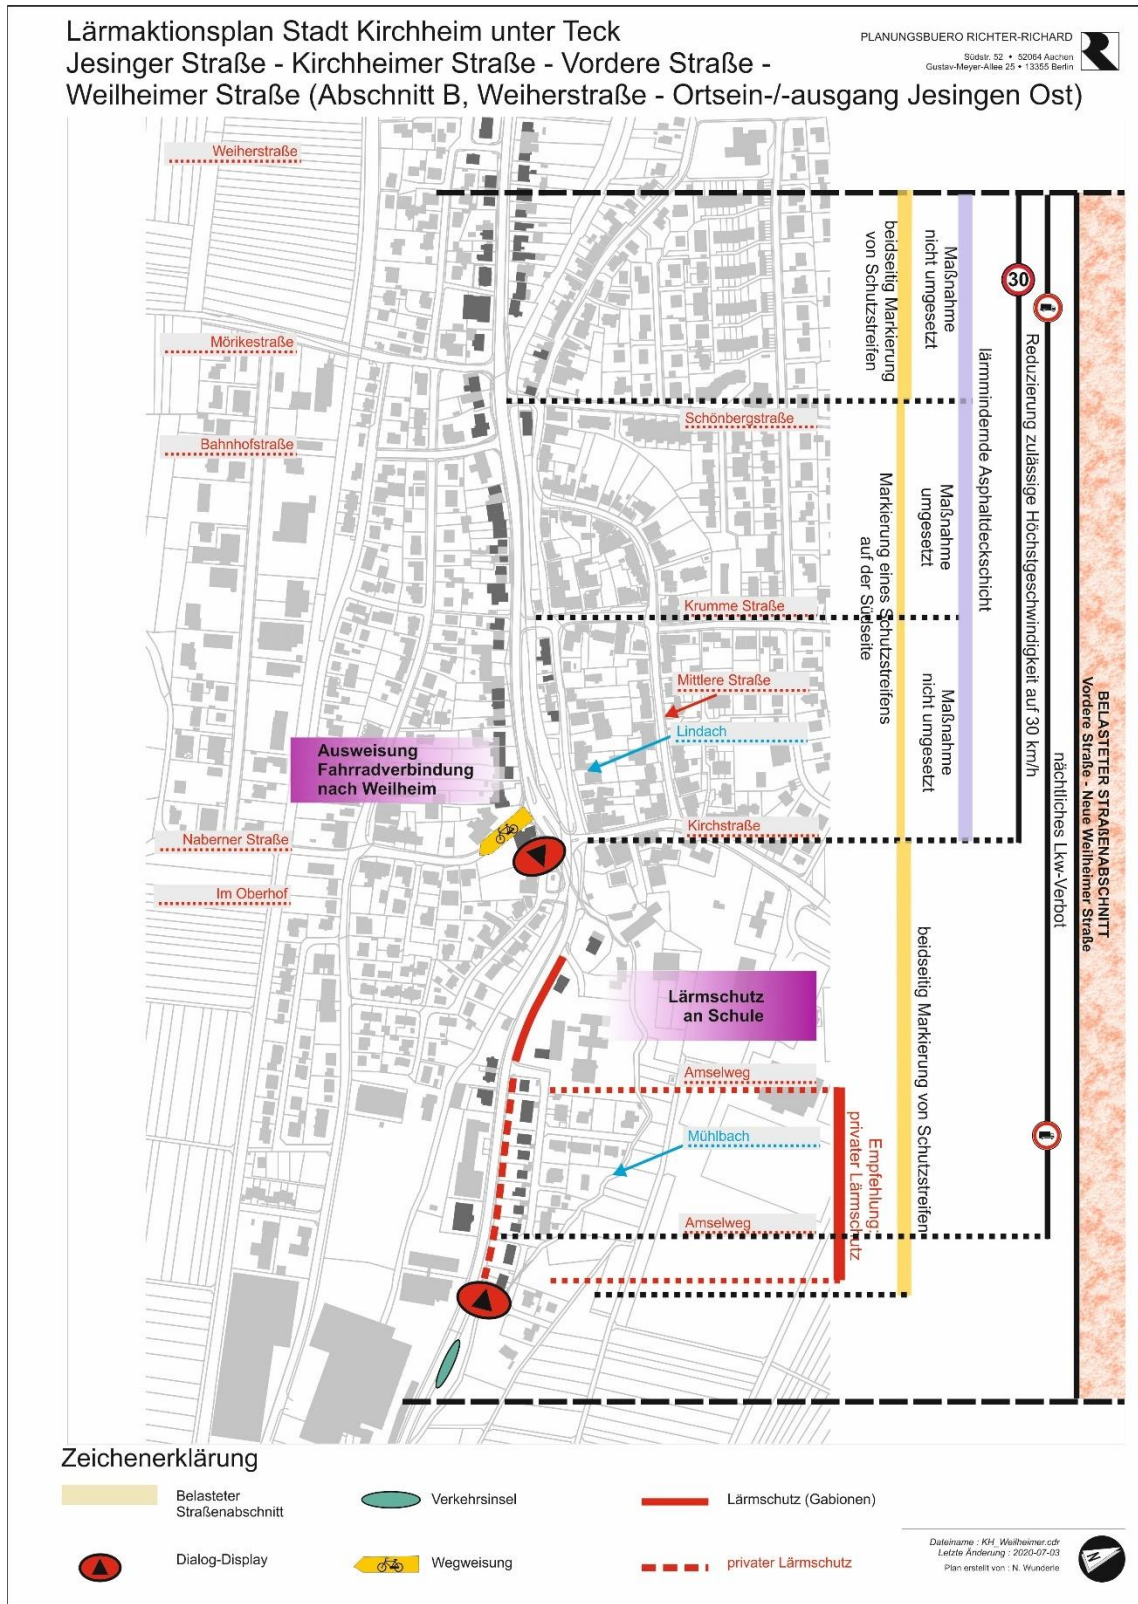 Lärmaktionsplan Stadt Kirchheim unter Teck
Jesinger Straße - Kirchheimer Straße - Vordere Straße -
Weilheimer Straße (Abschnitt B, Weiherstraße - Ortsein-/-ausgang Jesingen Ost)
PLANUNGSBUERO RICHTER-RICHARD
Südstr. 52 • 52064 Aachen
Gustav-Meyer-Allee 25 • 13355 Berlin
Weiherstraße
Mörikestraße
Bahnhofstraße
Schönbergstraße
Krumme Straße
Mittlere Straße
Lindach
Ausweisung
Fahrradverbindung
nach Weilheim
Kirchstraße
Naberner Straße
Im Oberhof
Lärmschutz
an Schule
Amselweg
Mühlbach
Amselweg
beidseitig Markierung
von Schutzstreifen
Maßnahme
nicht umgesetzt
30
Markierung eines Schutzstreifens
auf der Südseite
Maßnahme
umgesetzt
Maßnahme
nicht umgesetzt
lärmmindernde Asphaltdeckschicht
Reduzierung zulässige Höchstgeschwindigkeit auf 30 km/h
nächtliches Lkw-Verbot
BELASTETER STRAßENABSCHNITT
Vordere Straße - Neue Weilheimer Straße
beidseitig Markierung von Schutzstreifen
Empfehlung:
privater Lärmschutz
Zeichenerklärung
Belasteter
Straßenabschnitt
Verkehrsinsel
Lärmschutz (Gabionen)
Dialog-Display
Wegweisung
privater Lärmschutz
Dateiname : KH_Weilheimer.cdr
Letzte Änderung : 2020-07-03
Plan erstellt von : N. Wunderle
N